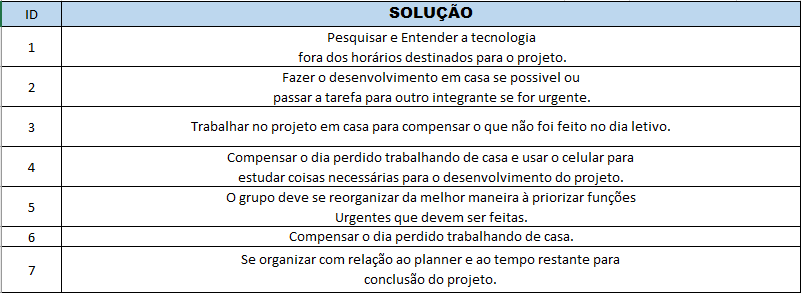 ID SOLUÇÃO
1 Pesquisar e Entender a tecnologia
fora dos horários destinados para o projeto.
2 Fazer o desenvolvimento em casa se possivel ou
passar a tarefa para outro integrante se for urgente.
3 Trabalhar no projeto em casa para compensar o que não foi feito no dia letivo.
4 Compensar o dia perdido trabalhando de casa e usar o celular para
estudar coisas necessárias para o desenvolvimento do projeto.
5 O grupo deve se reorganizar da melhor maneira à priorizar funções
Urgentes que devem ser feitas.
6 Compensar o dia perdido trabalhando de casa.
7 Se organizar com relação ao planner e ao tempo restante para
conclusão do projeto.